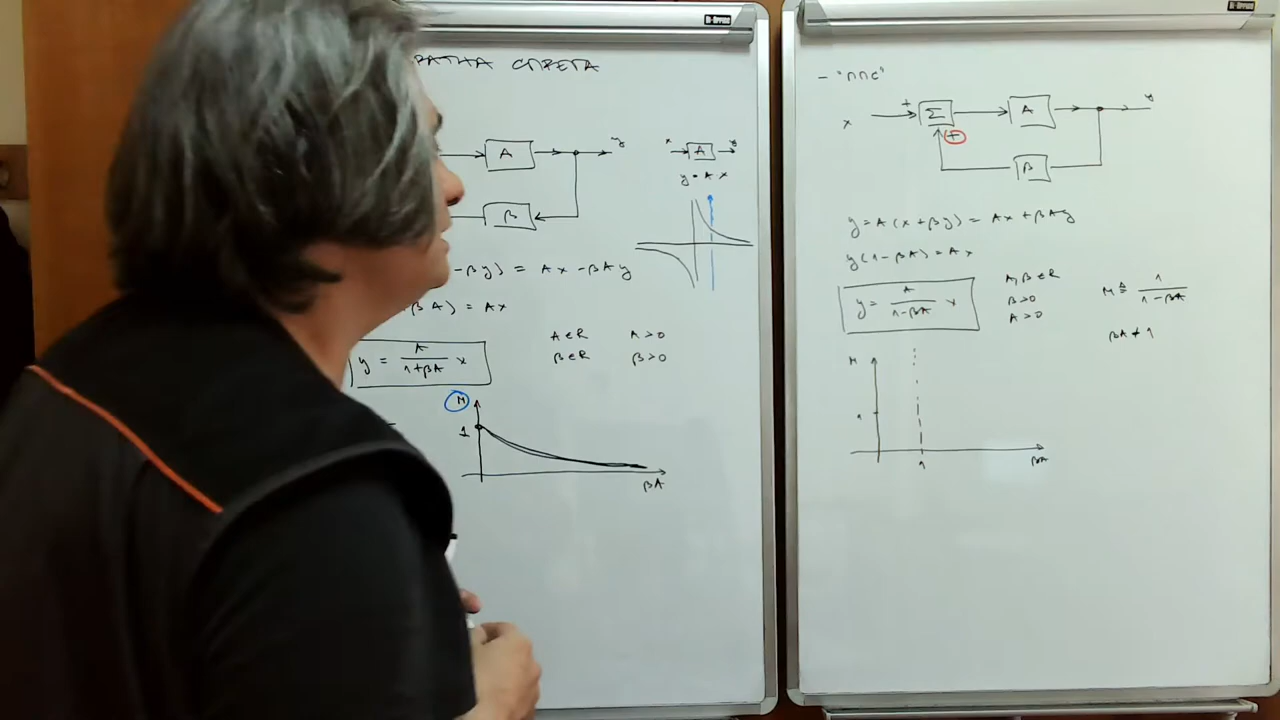 РАТНА СПРЕГА
A
y
β
x
A
y
y = A x
-βy) = Ax - βAy
βA) = Ax
A∈R A>0
β∈R β>0
y = A/(1+βA) x
M
1
βA
- "ППС"
x
+
Σ
A
y
+
β
y = A(x+βy) = Ax+βAy
y(1-βA) = Ax
y = A/(1-βA) x
A,β∈R
β>0
A>0
M ≜ 1/(1-βA)
βA≠1
M
1
1
βA